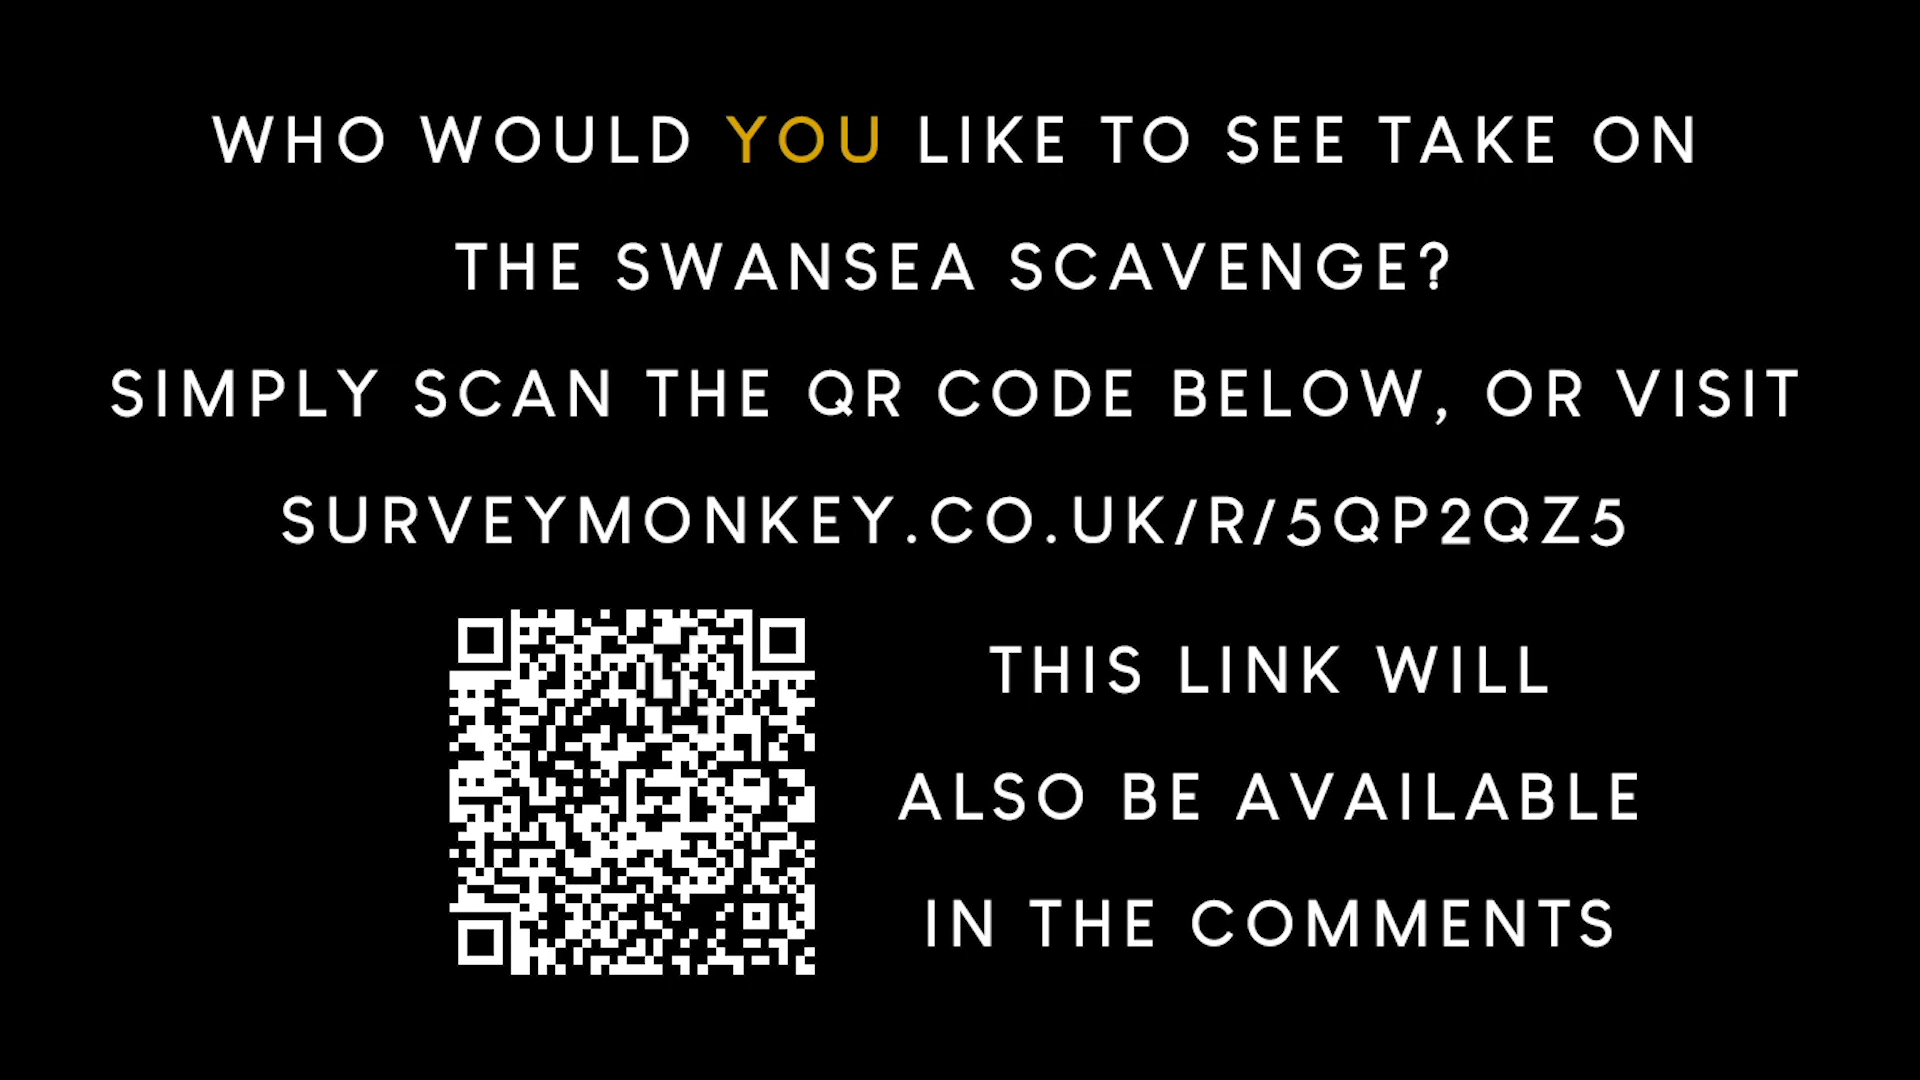 WHO WOULD YOU LIKE TO SEE TAKE ON
THE SWANSEA SCAVENGE?
SIMPLY SCAN THE QR CODE BELOW, OR VISIT
SURVEYMONKEY.CO.UK/R/5QP2QZ5
THIS LINK WILL
ALSO BE AVAILABLE
IN THE COMMENTS